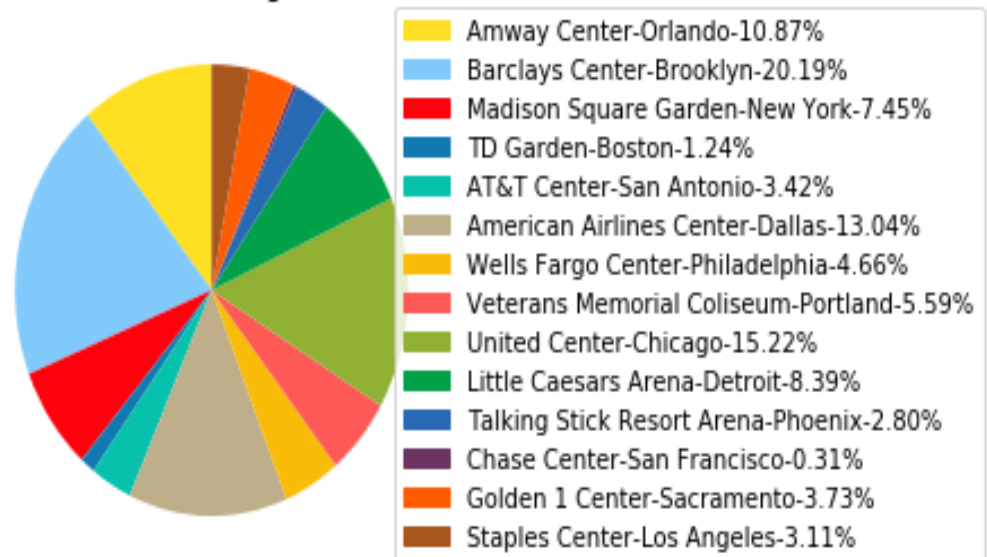 Amway Center-Orlando-10.87%
Barclays Center-Brooklyn-20.19%
Madison Square Garden-New York-7.45%
TD Garden-Boston-1.24%
AT&T Center-San Antonio-3.42%
American Airlines Center-Dallas-13.04%
Wells Fargo Center-Philadelphia-4.66%
Veterans Memorial Coliseum-Portland-5.59%
United Center-Chicago-15.22%
Little Caesars Arena-Detroit-8.39%
Talking Stick Resort Arena-Phoenix-2.80%
Chase Center-San Francisco-0.31%
Golden 1 Center-Sacramento-3.73%
Staples Center-Los Angeles-3.11%